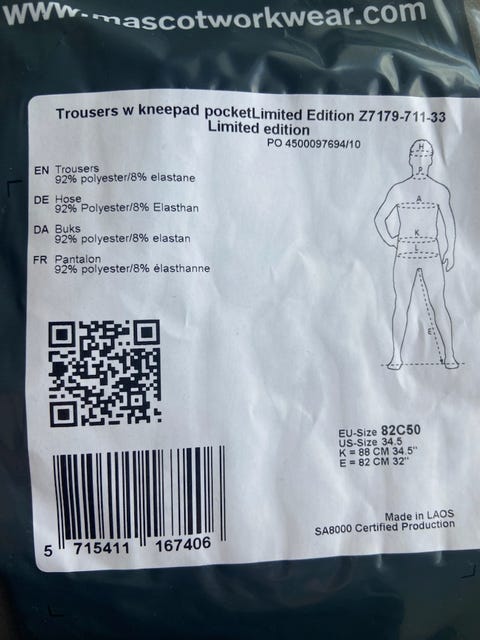 www.mascotworkwear.com
Trousers w kneepad pocketLimited Edition Z7179-711-33
Limited edition
PO 4500097694/10
EN Trousers
92% polyester/8% elastane
DE Hose
92% Polyester/8% Elasthan
DA Buks
92% polyester/8% elastan
FR Pantalon
92% polyester/8% élasthanne
H
P
A
K
L
E
EU-Size 82C50
US-Size 34.5
K = 88 CM 34.5"
E = 82 CM 32"
Made in LAOS
SA8000 Certified Production
5 715411 167406